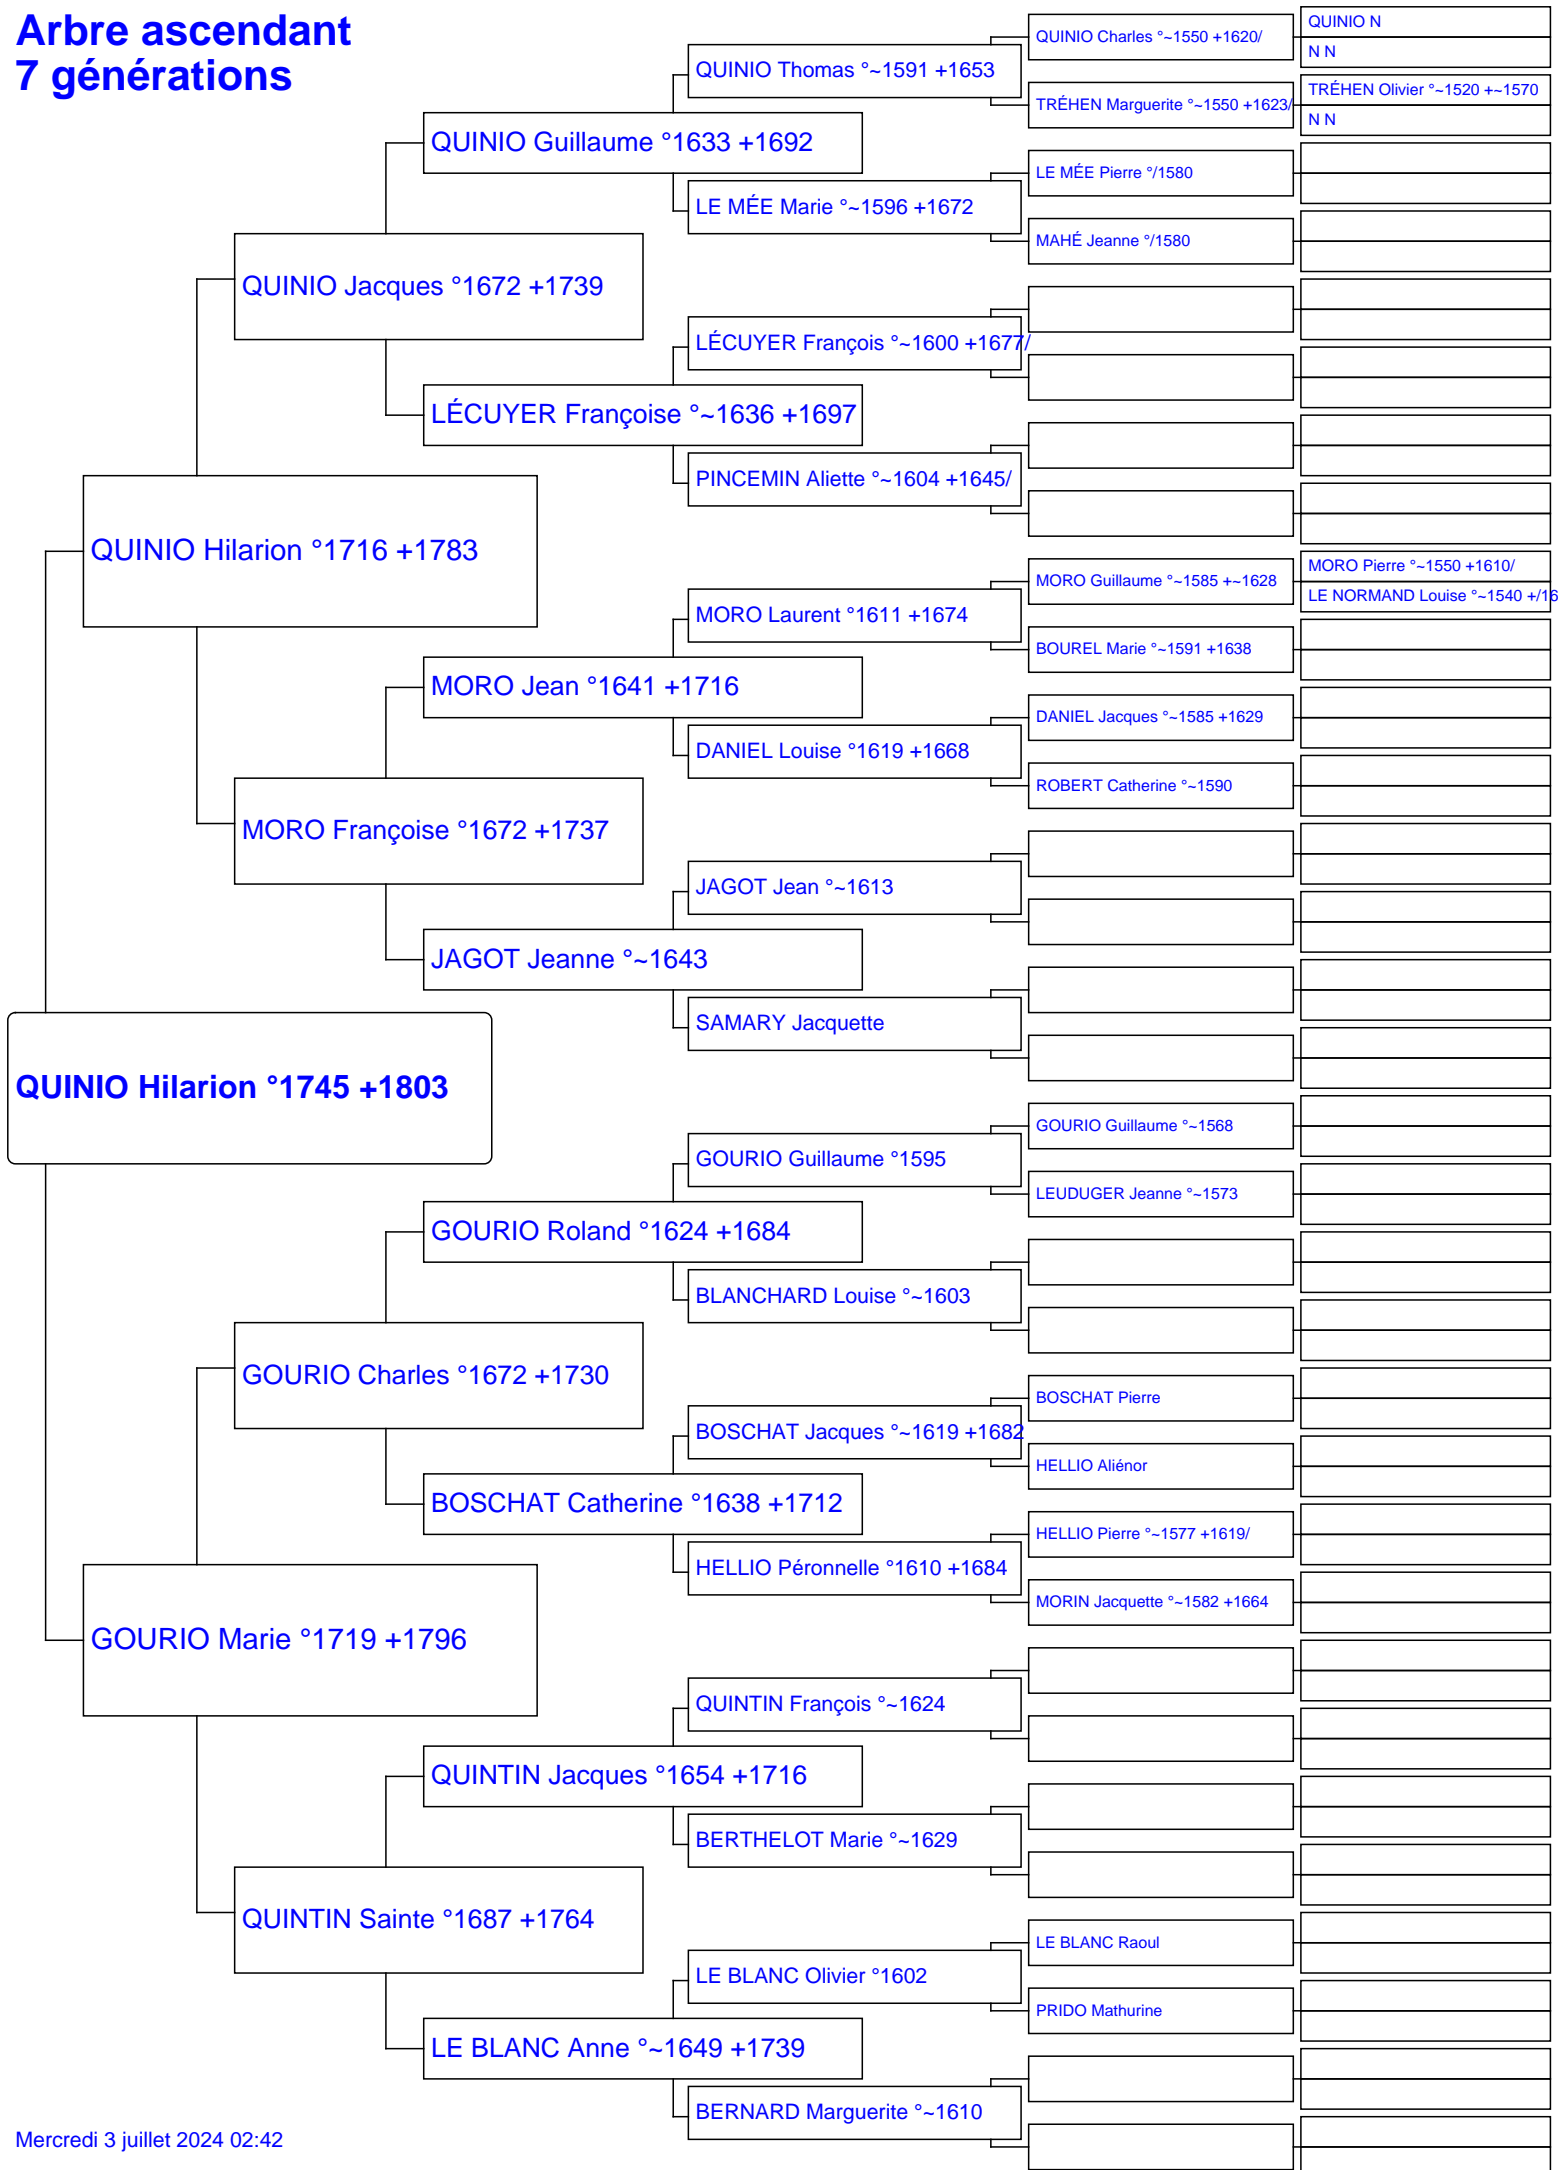 Arbre ascendant
7 générations
QUINIO Hilarion °1745 +1803
QUINIO Hilarion °1716 +1783
GOURIO Marie °1719 +1796
QUINIO Jacques °1672 +1739
MORO Françoise °1672 +1737
GOURIO Charles °1672 +1730
QUINTIN Sainte °1687 +1764
QUINIO Guillaume °1633 +1692
LÉCUYER Françoise °~1636 +1697
MORO Jean °1641 +1716
JAGOT Jeanne °~1643
GOURIO Roland °1624 +1684
BOSCHAT Catherine °1638 +1712
QUINTIN Jacques °1654 +1716
LE BLANC Anne °~1649 +1739
QUINIO Thomas °~1591 +1653
LE MÉE Marie °~1596 +1672
LÉCUYER François °~1600 +1677/
PINCEMIN Aliette °~1604 +1645/
MORO Laurent °1611 +1674
DANIEL Louise °1619 +1668
JAGOT Jean °~1613
SAMARY Jacquette
GOURIO Guillaume °1595
BLANCHARD Louise °~1603
BOSCHAT Jacques °~1619 +1682
HELLIO Péronnelle °1610 +1684
QUINTIN François °~1624
BERTHELOT Marie °~1629
LE BLANC Olivier °1602
BERNARD Marguerite °~1610
QUINIO Charles °~1550 +1620/
TRÉHEN Marguerite °~1550 +1623/
LE MÉE Pierre °/1580
MAHÉ Jeanne °/1580
MORO Guillaume °~1585 +~1628
BOUREL Marie °~1591 +1638
DANIEL Jacques °~1585 +1629
ROBERT Catherine °~1590
GOURIO Guillaume °~1568
LEUDUGER Jeanne °~1573
BOSCHAT Pierre
HELLIO Aliénor
HELLIO Pierre °~1577 +1619/
MORIN Jacquette °~1582 +1664
LE BLANC Raoul
PRIDO Mathurine
QUINIO N
N N
TRÉHEN Olivier °~1520 +~1570
N N
MORO Pierre °~1550 +1610/
LE NORMAND Louise °~1540 +/16
Mercredi 3 juillet 2024 02:42